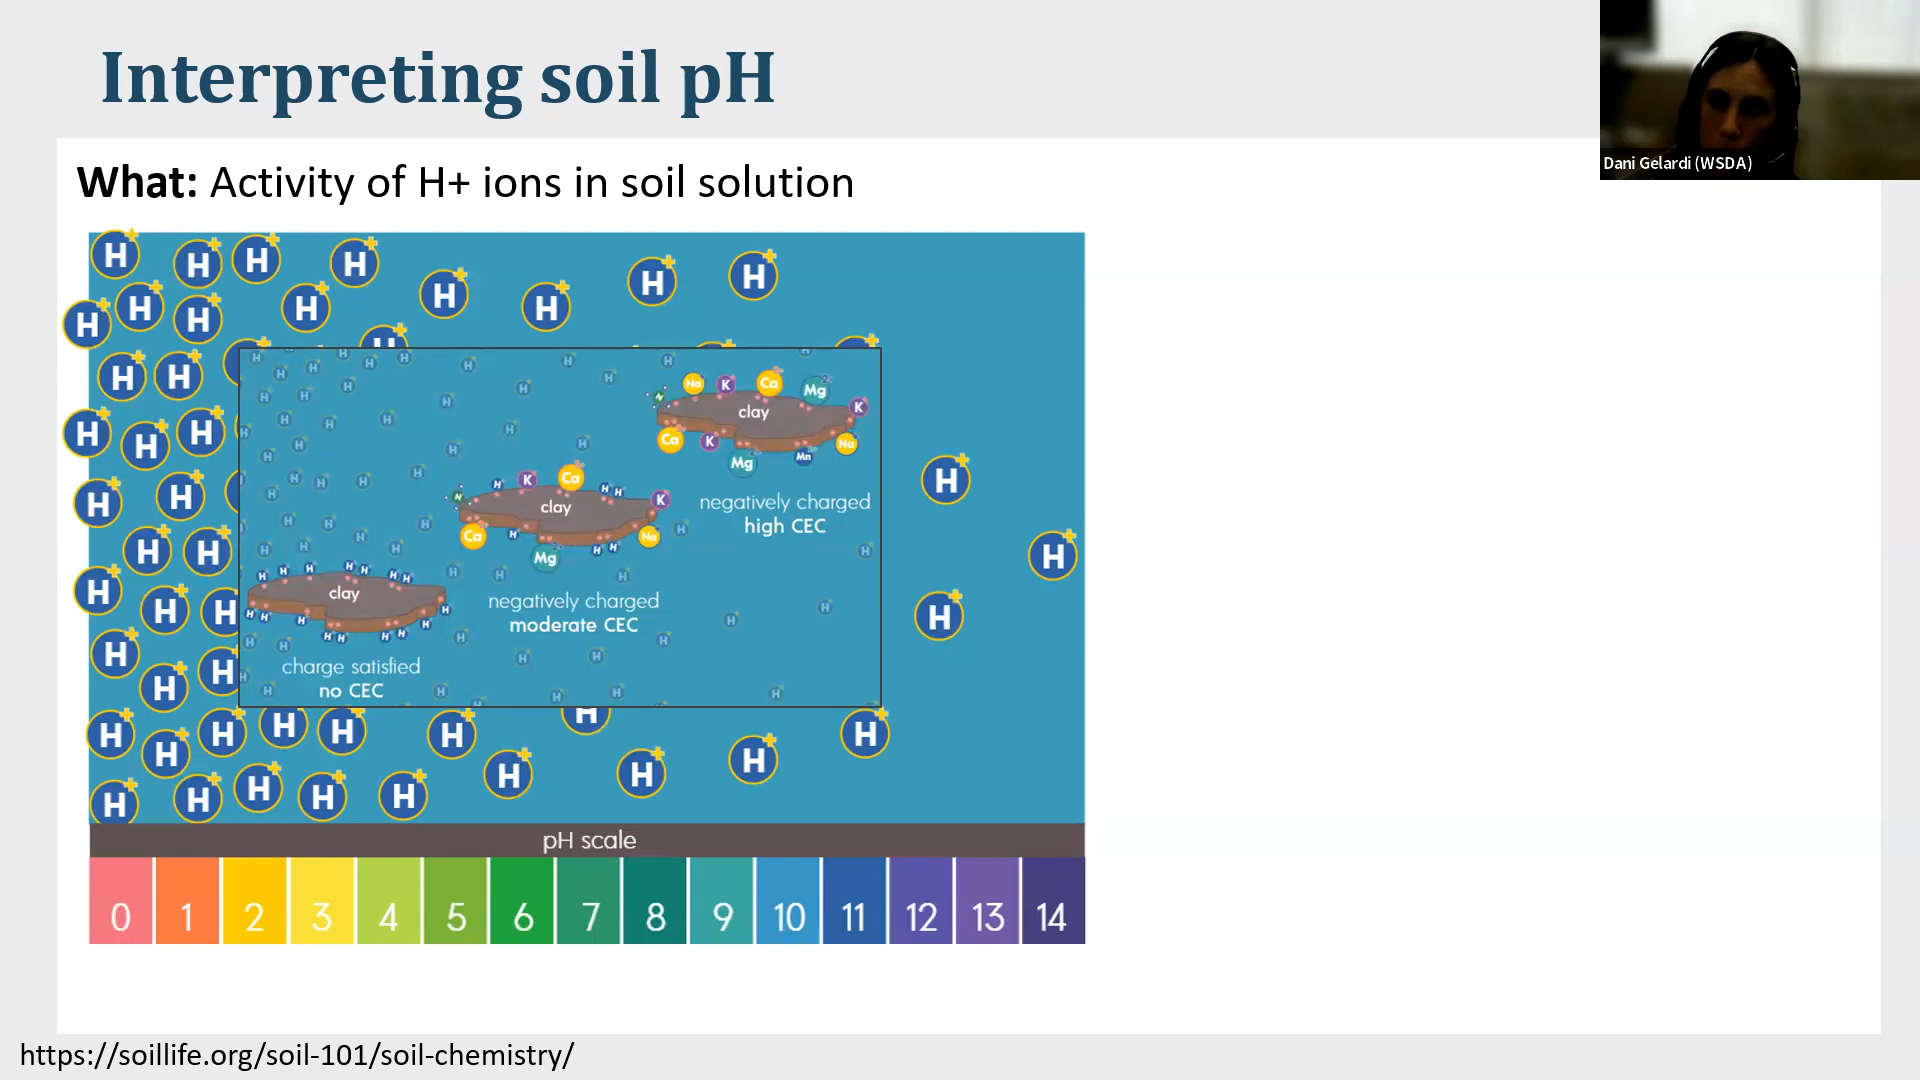 Interpreting soil pH
Dani Gelardi (WSDA)
What: Activity of H+ ions in soil solution
Na K Ca Mg
clay
K
Ca K Na
Mg Mn
negatively charged
high CEC
H K Ca H H
clay
K
Ca H Na
Mg H H
negatively charged
moderate CEC
H H H H H H H
clay
H H H H
H H H H H
charge satisfied
no CEC
H+ H+ H+ H+ H+ H+ H+ H+
pH scale
0 1 2 3 4 5 6 7 8 9 10 11 12 13 14
https://soillife.org/soil-101/soil-chemistry/